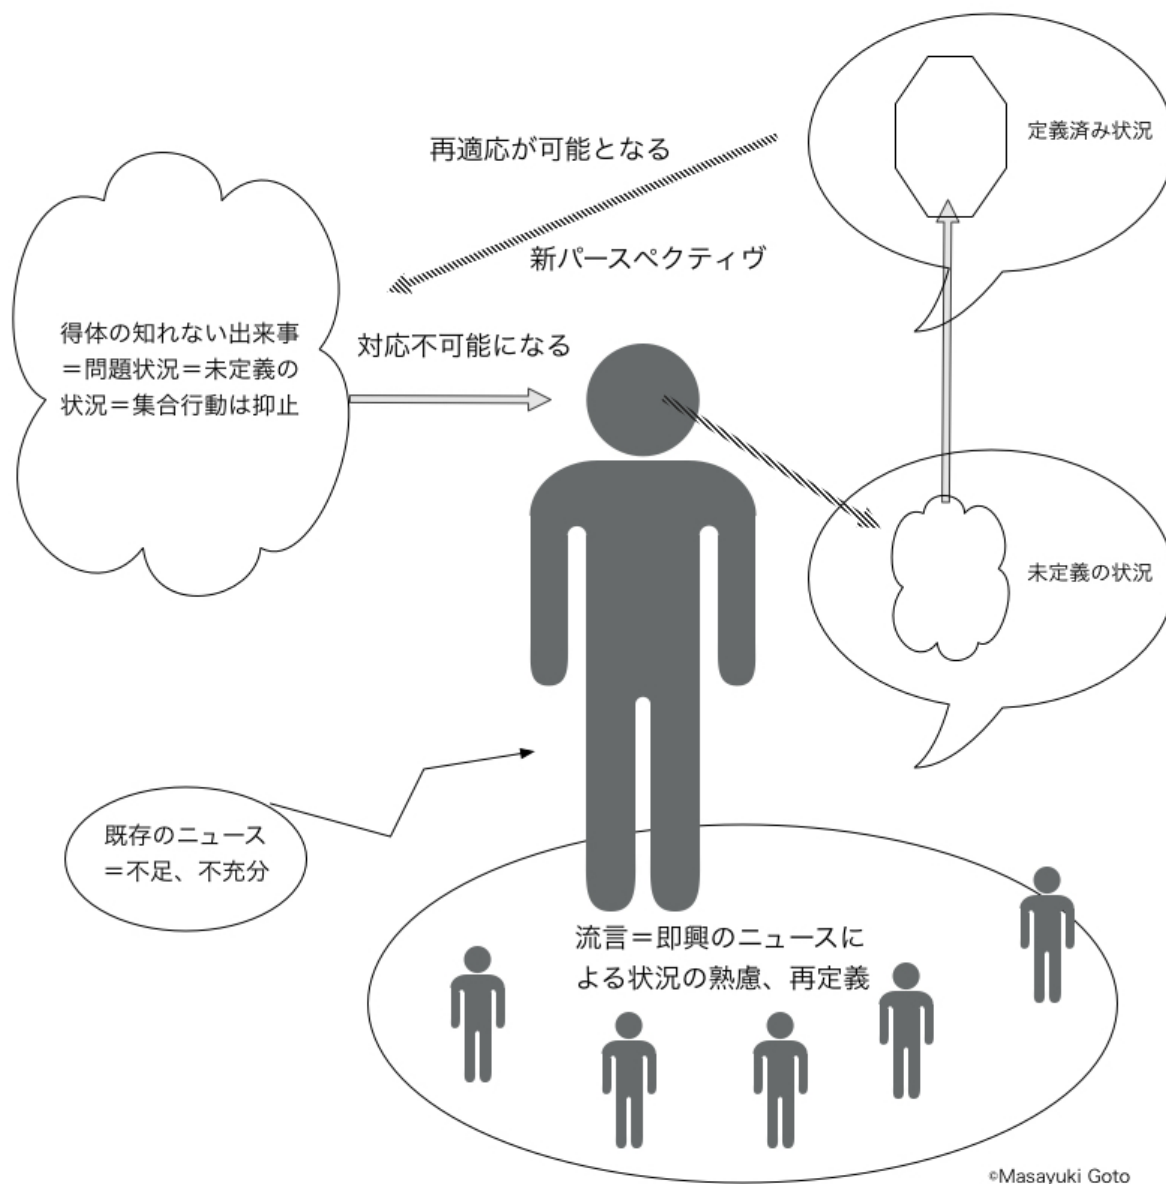 定義済み状況
再適応が可能となる
新パースペクティヴ
得体の知れない出来事
＝問題状況＝未定義の
状況＝集合行動は抑止
対応不可能になる
未定義の状況
既存のニュース
＝不足、不充分
流言＝即興のニュースに
よる状況の熟慮、再定義
©Masayuki Goto